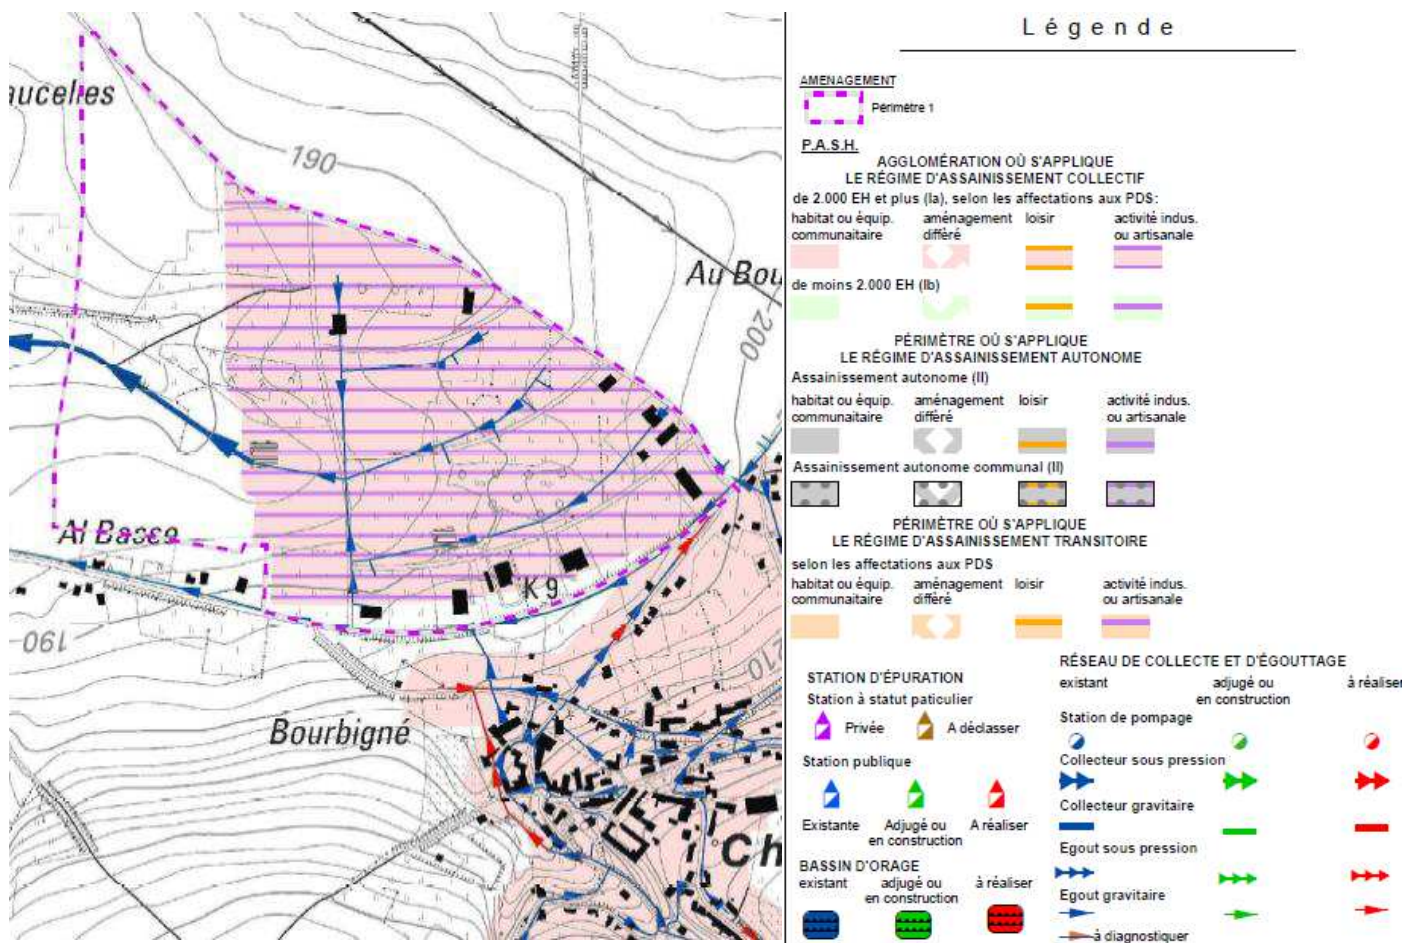 aucelles
190
Au Bou
200
Al Basse
K 9
190
210
Bourbigné
Ch
Légende
AMENAGEMENT
Périmètre 1
P.A.S.H.
AGGLOMÉRATION OÙ S'APPLIQUE
LE RÉGIME D'ASSAINISSEMENT COLLECTIF
de 2.000 EH et plus (Ia), selon les affectations aux PDS:
habitat ou équip. aménagement loisir activité indus.
communaitaire différé ou artisanale
de moins 2.000 EH (Ib)
PÉRIMÈTRE OÙ S'APPLIQUE
LE RÉGIME D'ASSAINISSEMENT AUTONOME
Assainissement autonome (II)
habitat ou équip. aménagement loisir activité indus.
communaitaire différé ou artisanale
Assainissement autonome communal (II)
PÉRIMÈTRE OÙ S'APPLIQUE
LE RÉGIME D'ASSAINISSEMENT TRANSITOIRE
selon les affectations aux PDS
habitat ou équip. aménagement loisir activité indus.
communaitaire différé ou artisanale
STATION D'ÉPURATION
Station à statut paticulier
Privée A déclasser
Station publique
Existante Adjugé ou A réaliser
en construction
BASSIN D'ORAGE
existant adjugé ou à réaliser
en construction
RÉSEAU DE COLLECTE ET D'ÉGOUTTAGE
existant adjugé ou à réaliser
en construction
Station de pompage
Collecteur sous pression
Collecteur gravitaire
Egout sous pression
Egout gravitaire
à diagnostiquer